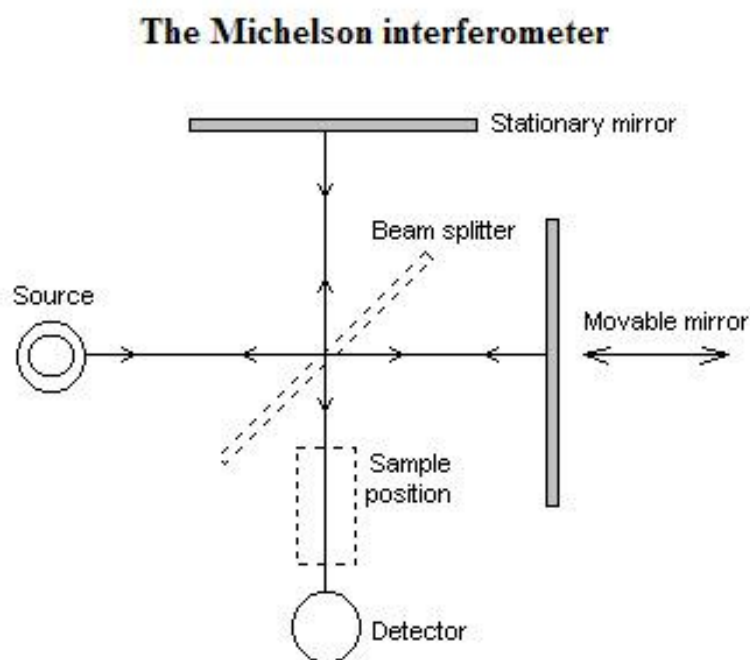 The Michelson interferometer
Stationary mirror
Beam splitter
Source
Movable mirror
Sample
position
Detector